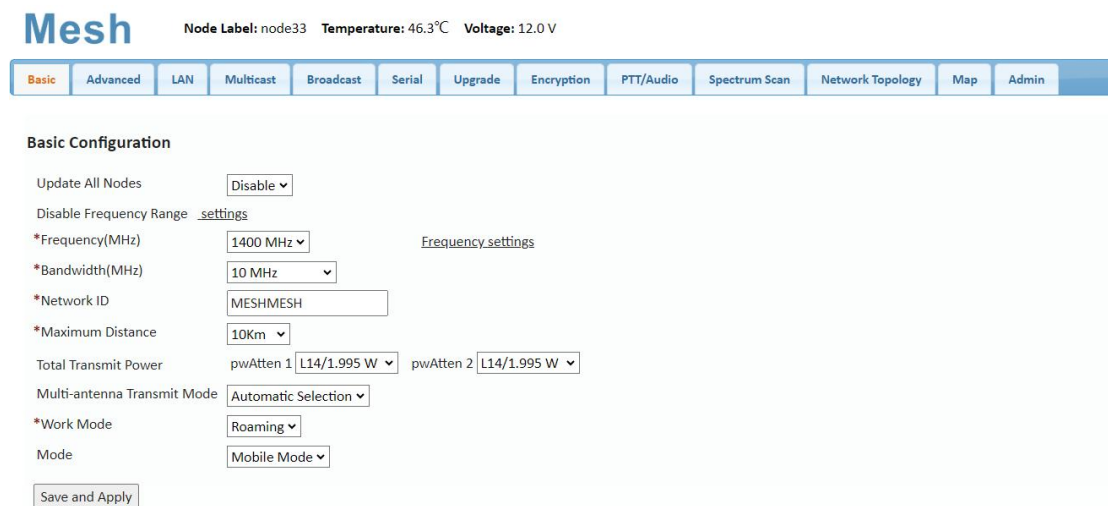 Mesh Node Label: node33 Temperature: 46.3℃ Voltage: 12.0 V
Basic Advanced LAN Multicast Broadcast Serial Upgrade Encryption PTT/Audio Spectrum Scan Network Topology Map Admin
Basic Configuration
Update All Nodes Disable
Disable Frequency Range settings
*Frequency(MHz) 1400 MHz Frequency settings
*Bandwidth(MHz) 10 MHz
*Network ID MESHMESH
*Maximum Distance 10Km
Total Transmit Power pwAtten 1 L14/1.995 W pwAtten 2 L14/1.995 W
Multi-antenna Transmit Mode Automatic Selection
*Work Mode Roaming
Mode Mobile Mode
Save and Apply